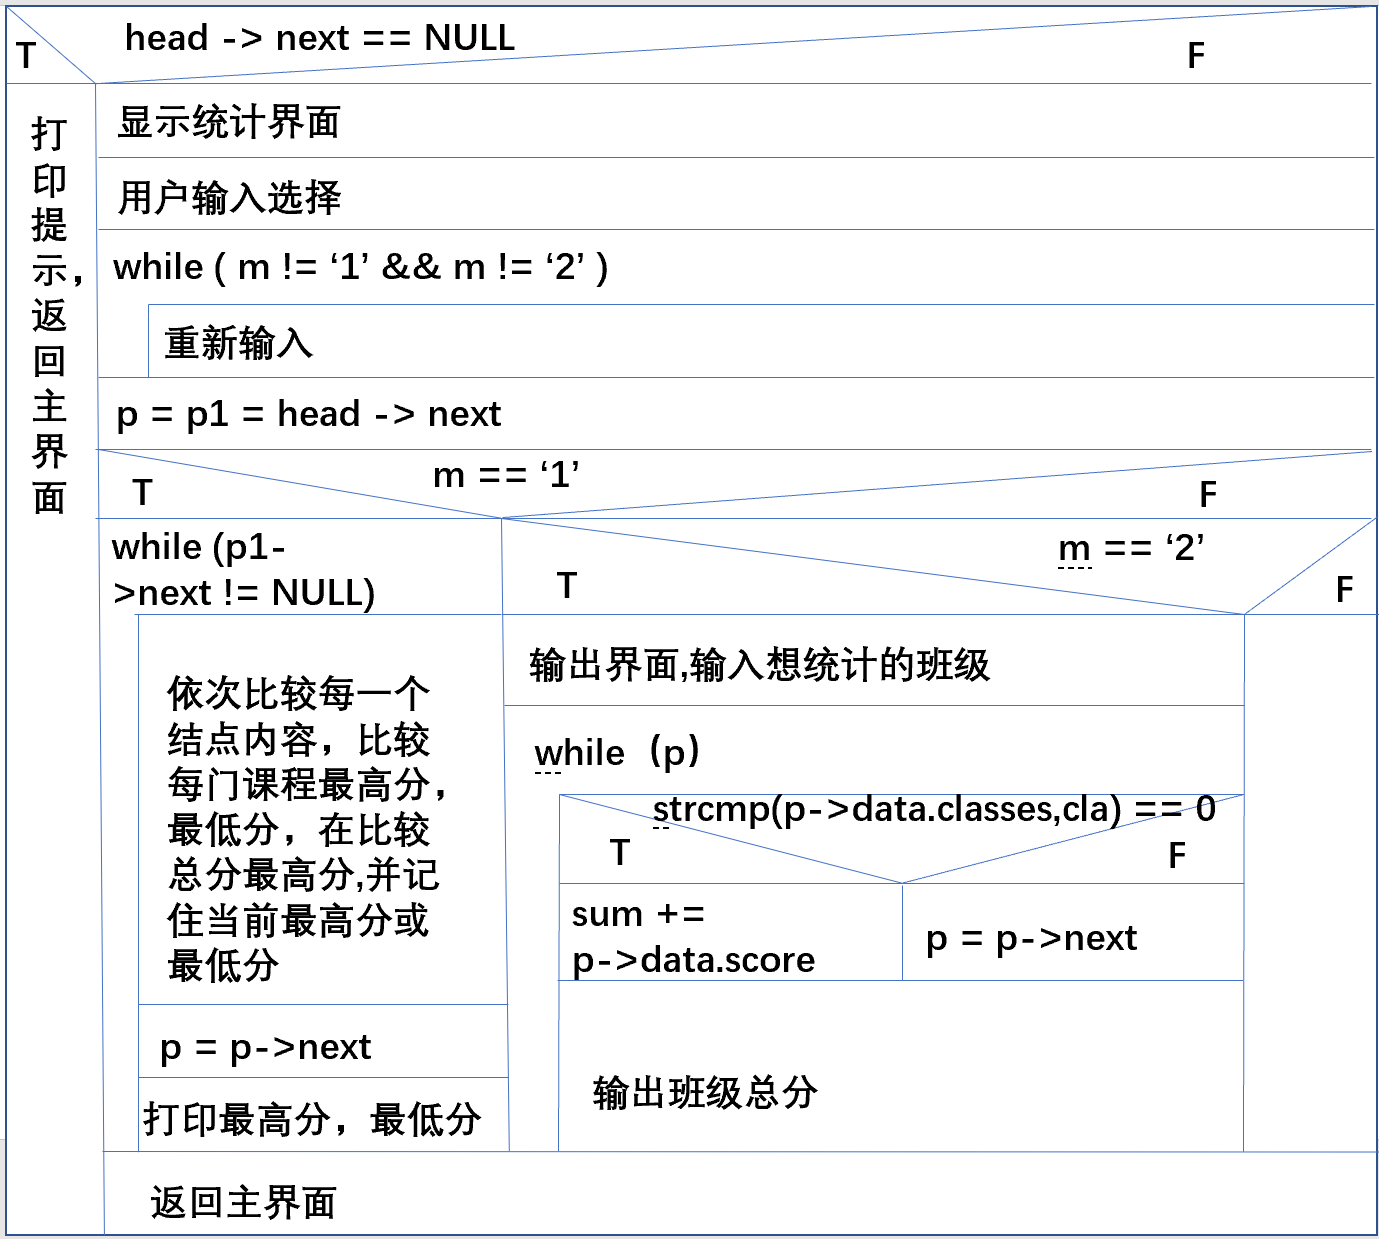 head -> next == NULL
T
F
打
印
提
示，
返
回
主
界
面
显示统计界面
用户输入选择
while ( m != ‘1’ && m != ‘2’ )
重新输入
p = p1 = head -> next
m == ‘1’
T
F
while (p1-
>next != NULL)
m == ‘2’
T
F
依次比较每一个
结点内容，比较
每门课程最高分，
最低分，在比较
总分最高分,并记
住当前最高分或
最低分
p = p->next
打印最高分，最低分
输出界面,输入想统计的班级
while（p）
strcmp(p->data.classes,cla) == 0
T
F
sum +=
p->data.score
p = p->next
输出班级总分
返回主界面